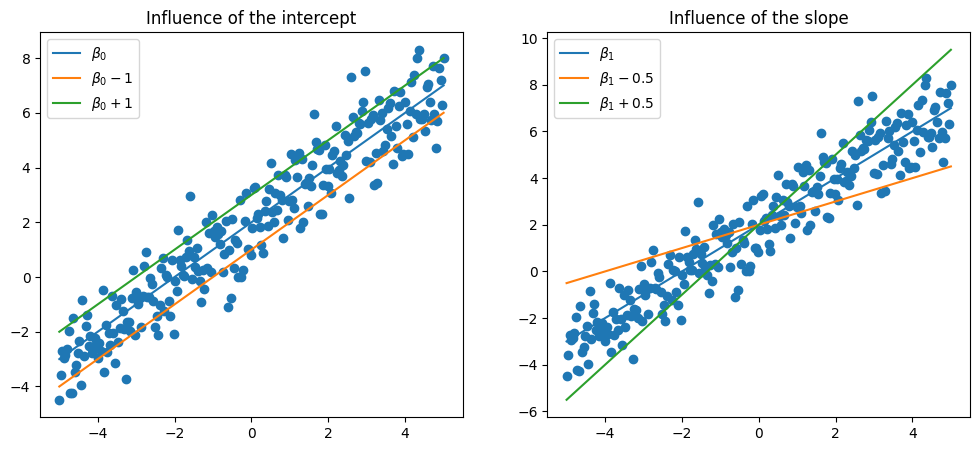 Influence of the intercept
β₀
β₀ − 1
β₀ + 1
8
6
4
2
0
−2
−4
−4 −2 0 2 4
Influence of the slope
β₁
β₁ − 0.5
β₁ + 0.5
10
8
6
4
2
0
−2
−4
−6
−4 −2 0 2 4